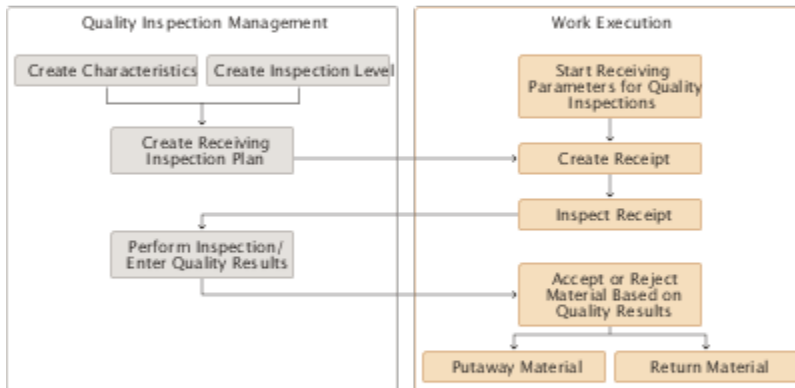 Quality Inspection Management
Create Characteristics
Create Inspection Level
Create Receiving
Inspection Plan
Perform Inspection/
Enter Quality Results
Work Execution
Start Receiving
Parameters for Quality
Inspections
Create Receipt
Inspect Receipt
Accept or Reject
Material Based on
Quality Results
Putaway Material
Return Material